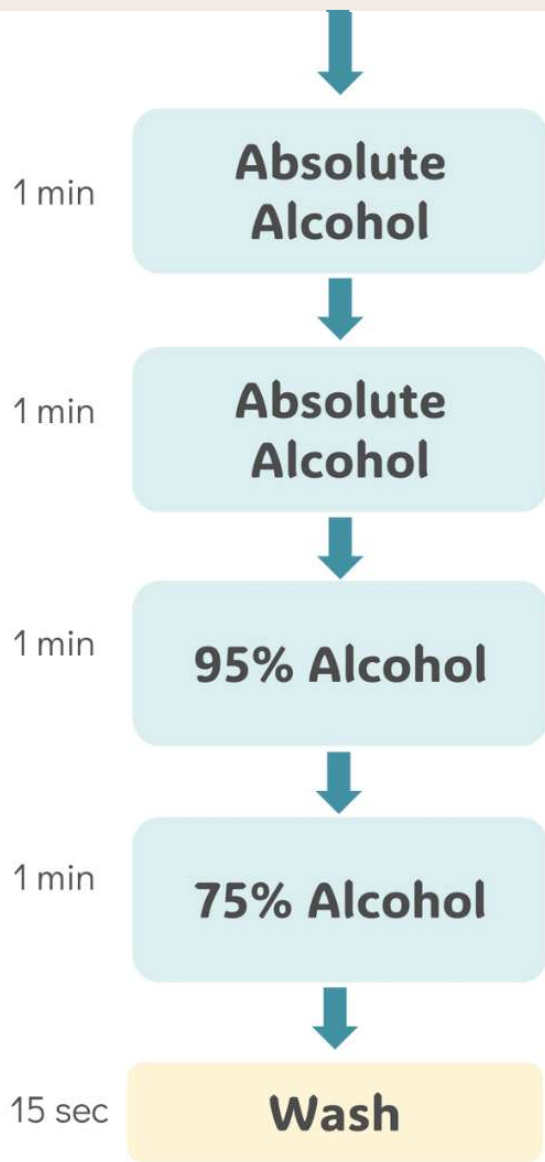 1 min
Absolute
Alcohol
1 min
Absolute
Alcohol
1 min
95% Alcohol
1 min
75% Alcohol
15 sec
Wash